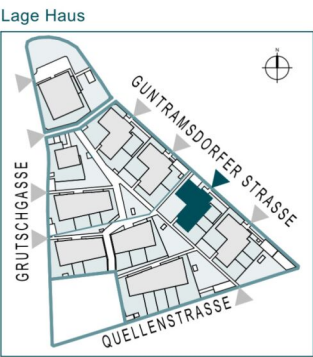 Lage Haus
N
GUNTRAMSDORFER STRASSE
GRUTSCHGASSE
QUELLENSTRASSE